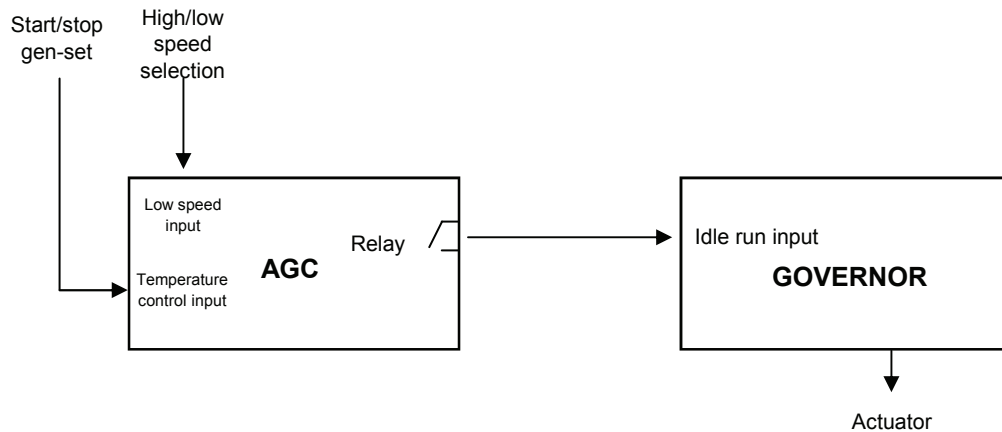 Start/stop
gen-set
High/low
speed
selection
Low speed
input
Temperature
control input
AGC
Relay
Idle run input
GOVERNOR
Actuator